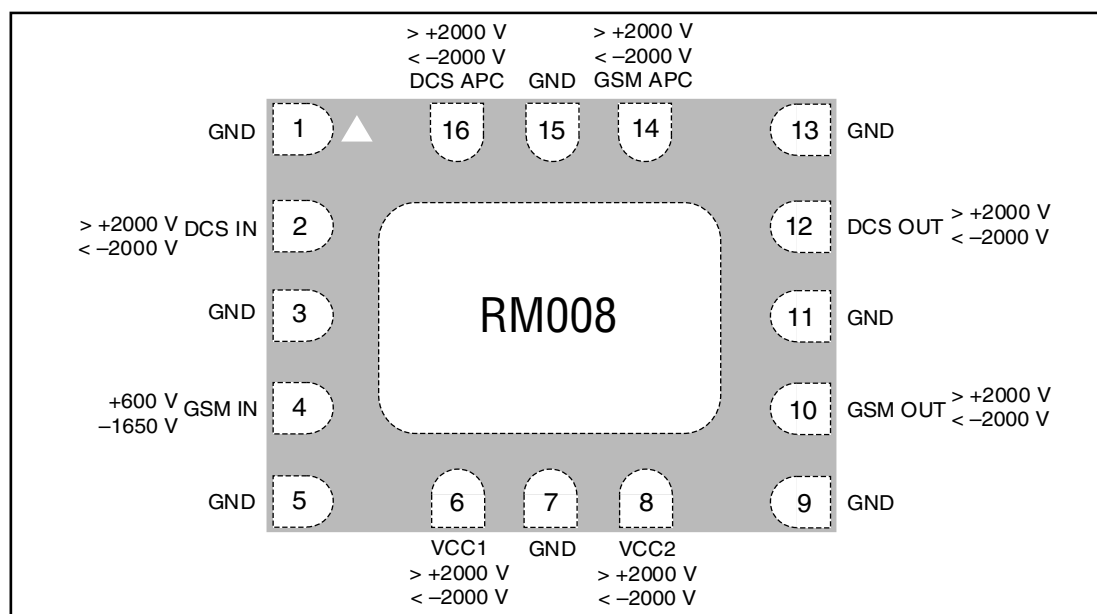 > +2000 V
< –2000 V
DCS APC
GND
> +2000 V
< –2000 V
GSM APC
GND 1 16 15 14 13 GND
> +2000 V
< –2000 V
DCS IN 2
12 DCS OUT
> +2000 V
< –2000 V
GND 3
RM008
11 GND
+600 V
–1650 V
GSM IN 4
10 GSM OUT
> +2000 V
< –2000 V
GND 5 6 7 8 9 GND
VCC1
> +2000 V
< –2000 V
GND
VCC2
> +2000 V
< –2000 V